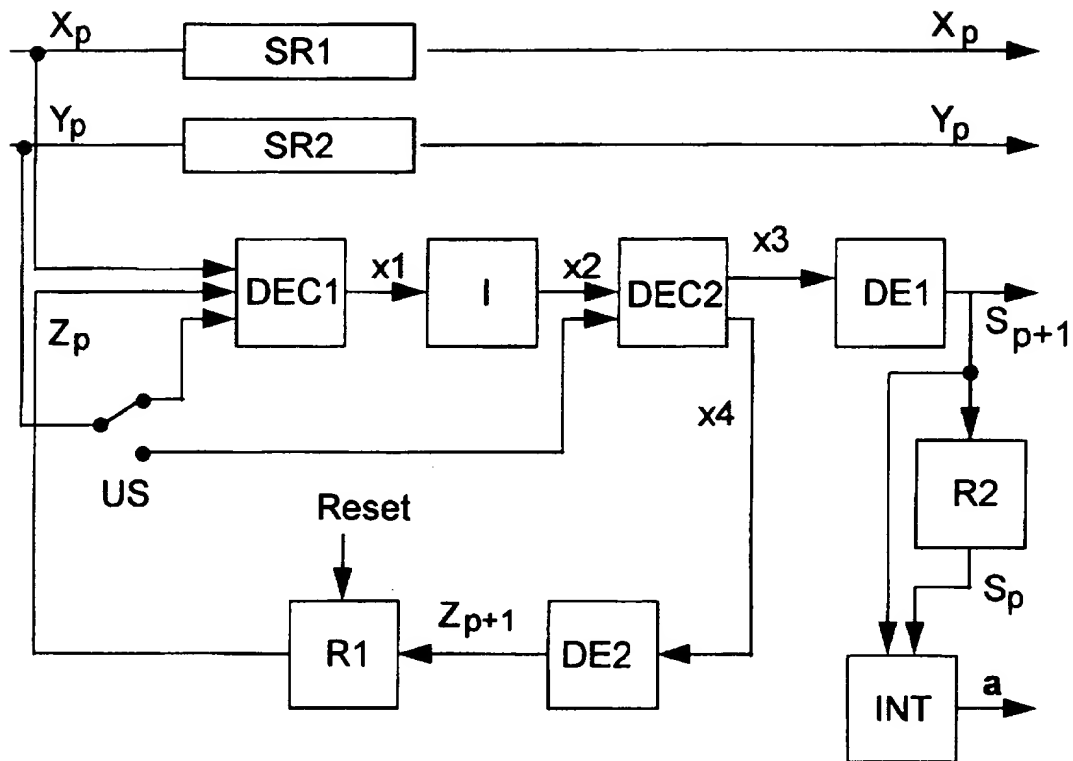 Xp
SR1
Xp
Yp
SR2
Yp
DEC1
x1
I
x2
DEC2
x3
DE1
Sp+1
Zp
x4
US
R2
Reset
Sp
R1
Zp+1
DE2
INT
a